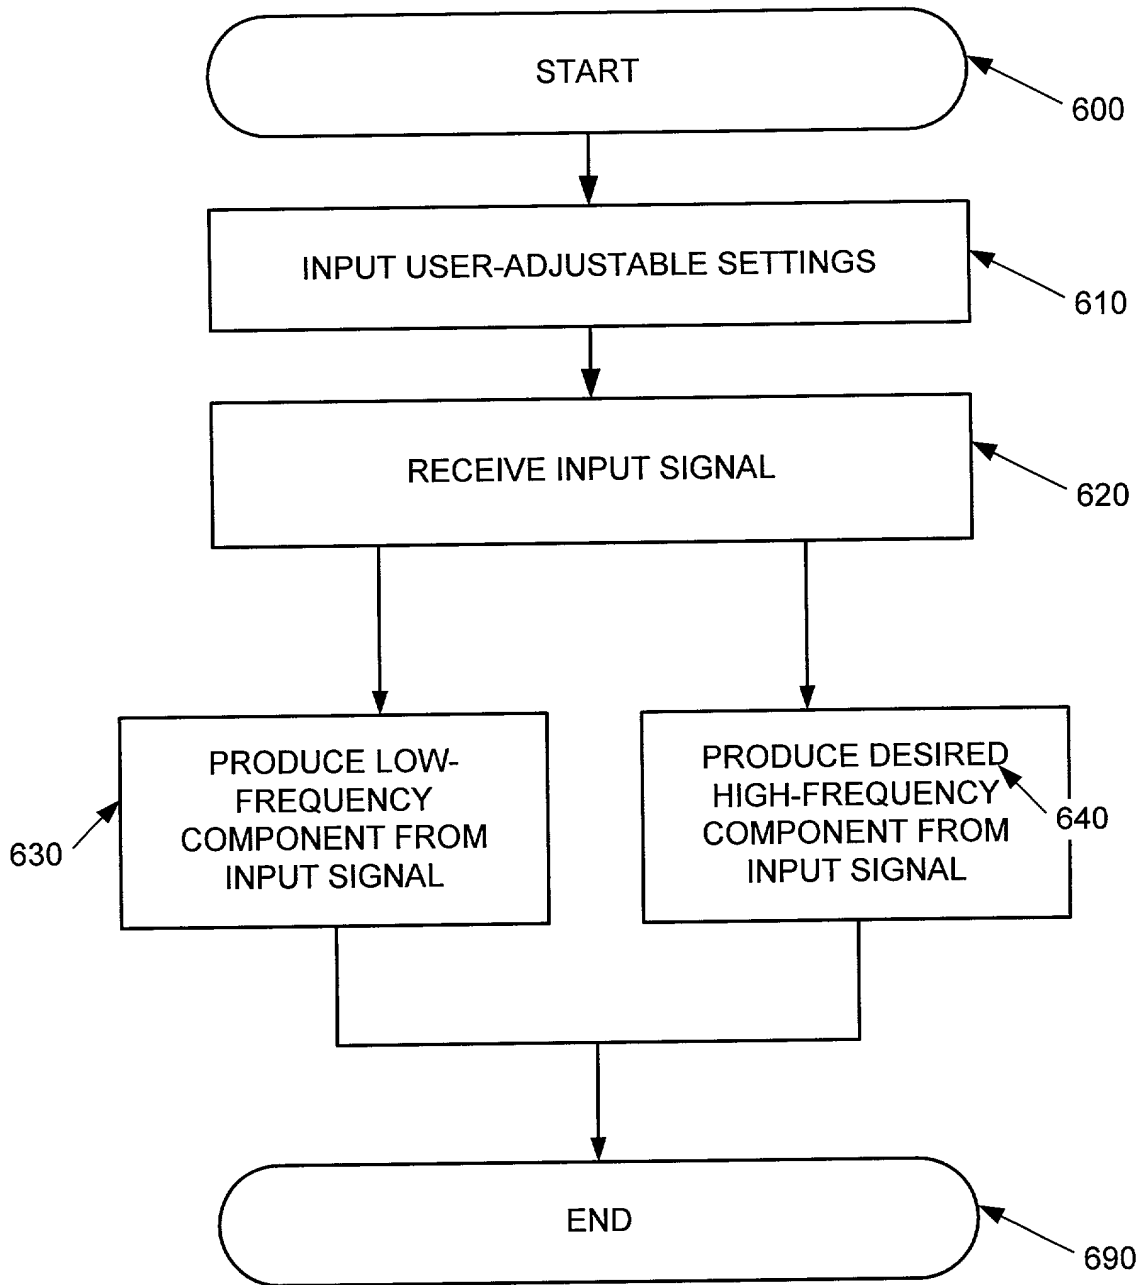 START
600
INPUT USER-ADJUSTABLE SETTINGS
610
RECEIVE INPUT SIGNAL
620
PRODUCE LOW-
FREQUENCY
COMPONENT FROM
INPUT SIGNAL
630
PRODUCE DESIRED
HIGH-FREQUENCY
COMPONENT FROM
INPUT SIGNAL
640
END
690